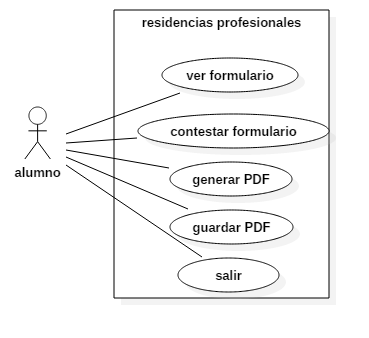 residencias profesionales
ver formulario
contestar formulario
alumno
generar PDF
guardar PDF
salir